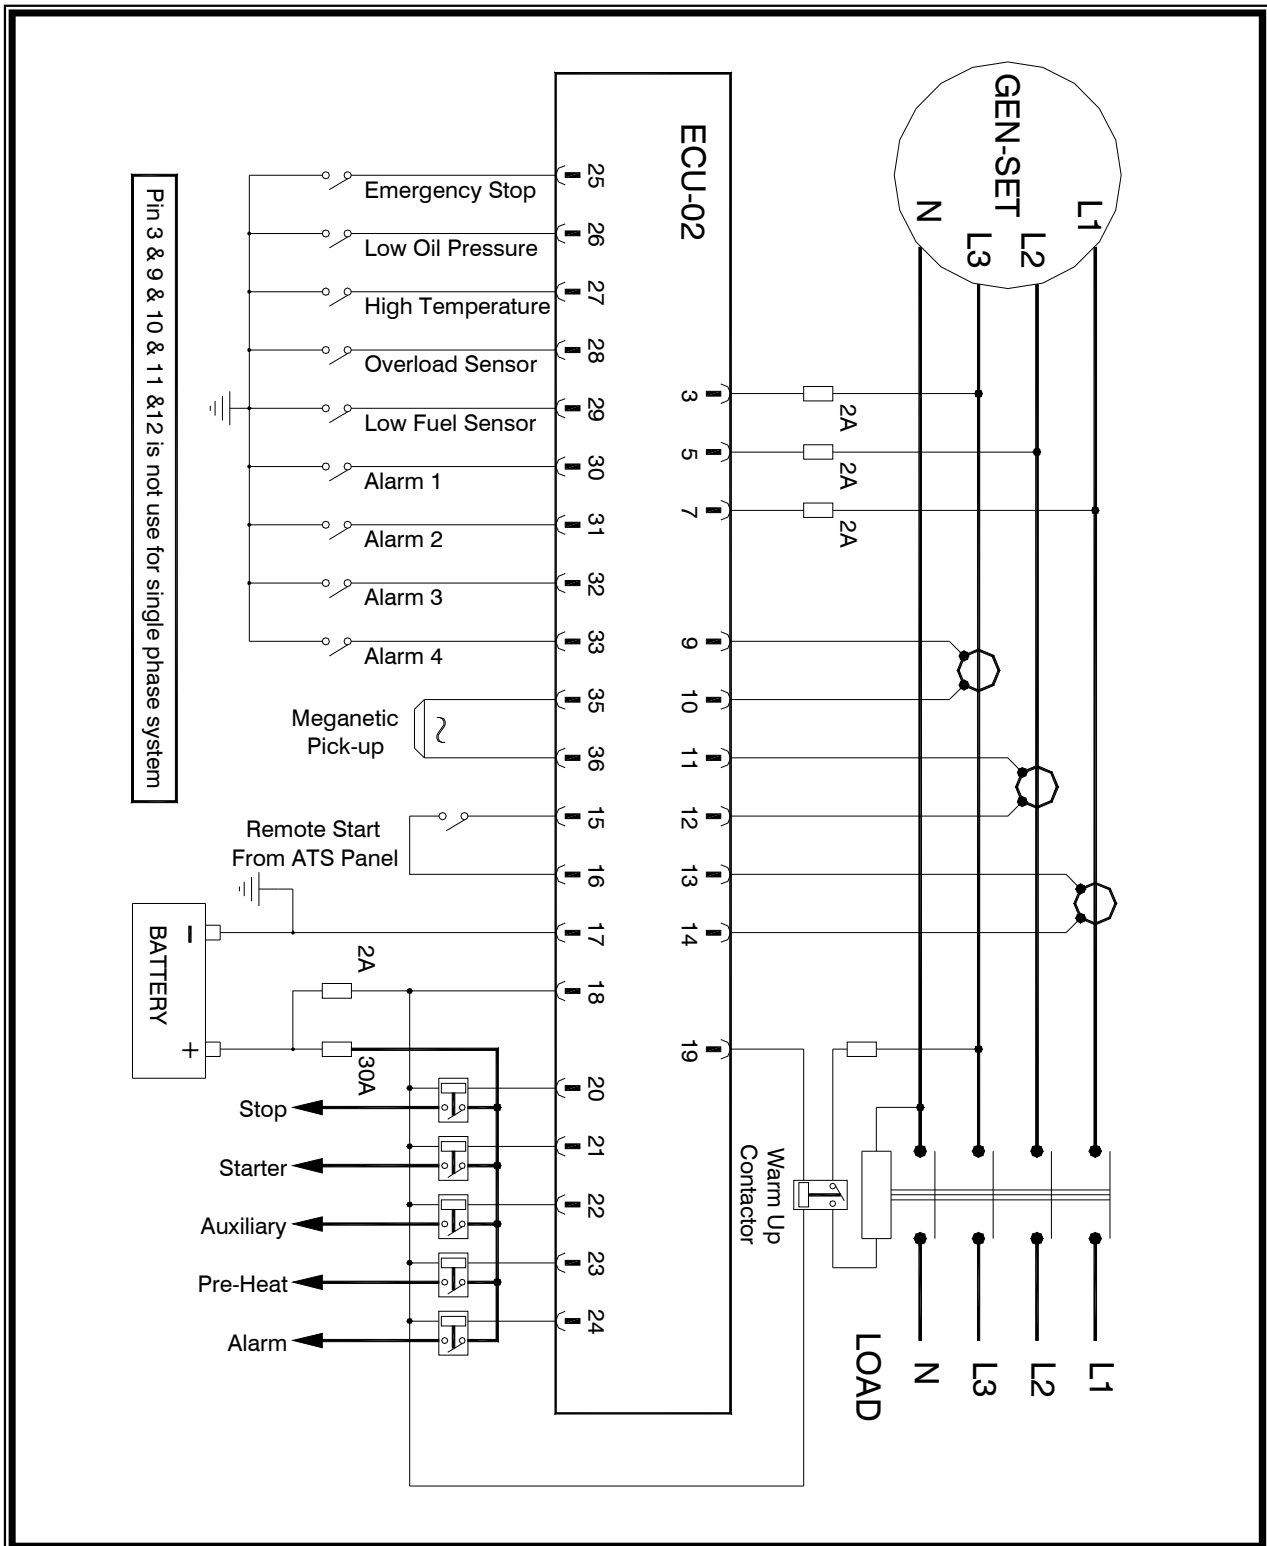 GEN-SET
N
L3
L2
L1
ECU-02
25
Emergency Stop
26
Low Oil Pressure
27
High Temperature
28
Overload Sensor
29
Low Fuel Sensor
30
Alarm 1
31
Alarm 2
32
Alarm 3
33
Alarm 4
35
36
Meganetic
Pick-up
15
16
Remote Start
From ATS Panel
17
18
BATTERY
-
+
2A
30A
20
Stop
21
Starter
22
Auxiliary
23
Pre-Heat
24
Alarm
3
2A
5
2A
7
2A
9
10
11
12
13
14
19
Warm Up
Contactor
LOAD
N
L3
L2
L1
Pin 3 & 9 & 10 & 11 &12 is not use for single phase system